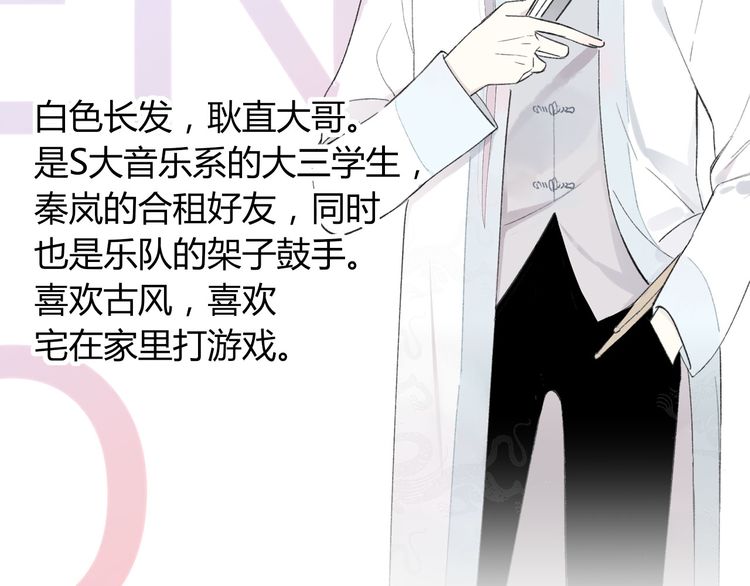 EN
白色长发，耿直大哥。
是S大音乐系的大三学生，
秦岚的合租好友，同时
也是乐队的架子鼓手。
喜欢古风，喜欢
宅在家里打游戏。